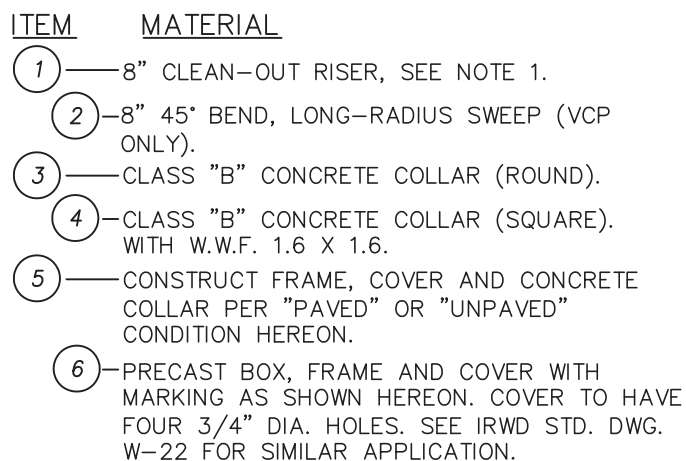 ITEM MATERIAL
1 8" CLEAN-OUT RISER, SEE NOTE 1.
2 8" 45° BEND, LONG-RADIUS SWEEP (VCP
ONLY).
3 CLASS "B" CONCRETE COLLAR (ROUND).
4 CLASS "B" CONCRETE COLLAR (SQUARE).
WITH W.W.F. 1.6 X 1.6.
5 CONSTRUCT FRAME, COVER AND CONCRETE
COLLAR PER "PAVED" OR "UNPAVED"
CONDITION HEREON.
6 PRECAST BOX, FRAME AND COVER WITH
MARKING AS SHOWN HEREON. COVER TO HAVE
FOUR 3/4" DIA. HOLES. SEE IRWD STD. DWG.
W-22 FOR SIMILAR APPLICATION.